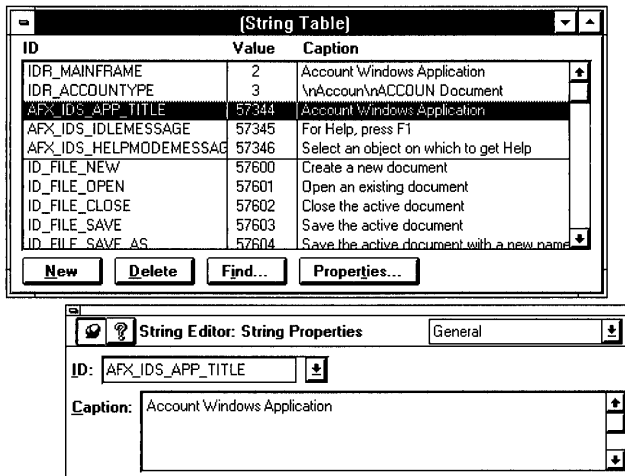 (String Table)
ID Value Caption
IDR_MAINFRAME 2 Account Windows Application
IDR_ACCOUNTYPE 3 \nAccoun\nACCOUN Document
AFX_IDS_APP_TITLE 57344 Account Windows Application
AFX_IDS_IDLEMESSAGE 57345 For Help, press F1
AFX_IDS_HELPMODEMESSAG 57346 Select an object on which to get Help
ID_FILE_NEW 57600 Create a new document
ID_FILE_OPEN 57601 Open an existing document
ID_FILE_CLOSE 57602 Close the active document
ID_FILE_SAVE 57603 Save the active document
ID_FILE_SAVE_AS 57604 Save the active document with a new name
New Delete Find... Properties...
? String Editor: String Properties General
ID: AFX_IDS_APP_TITLE
Caption: Account Windows Application